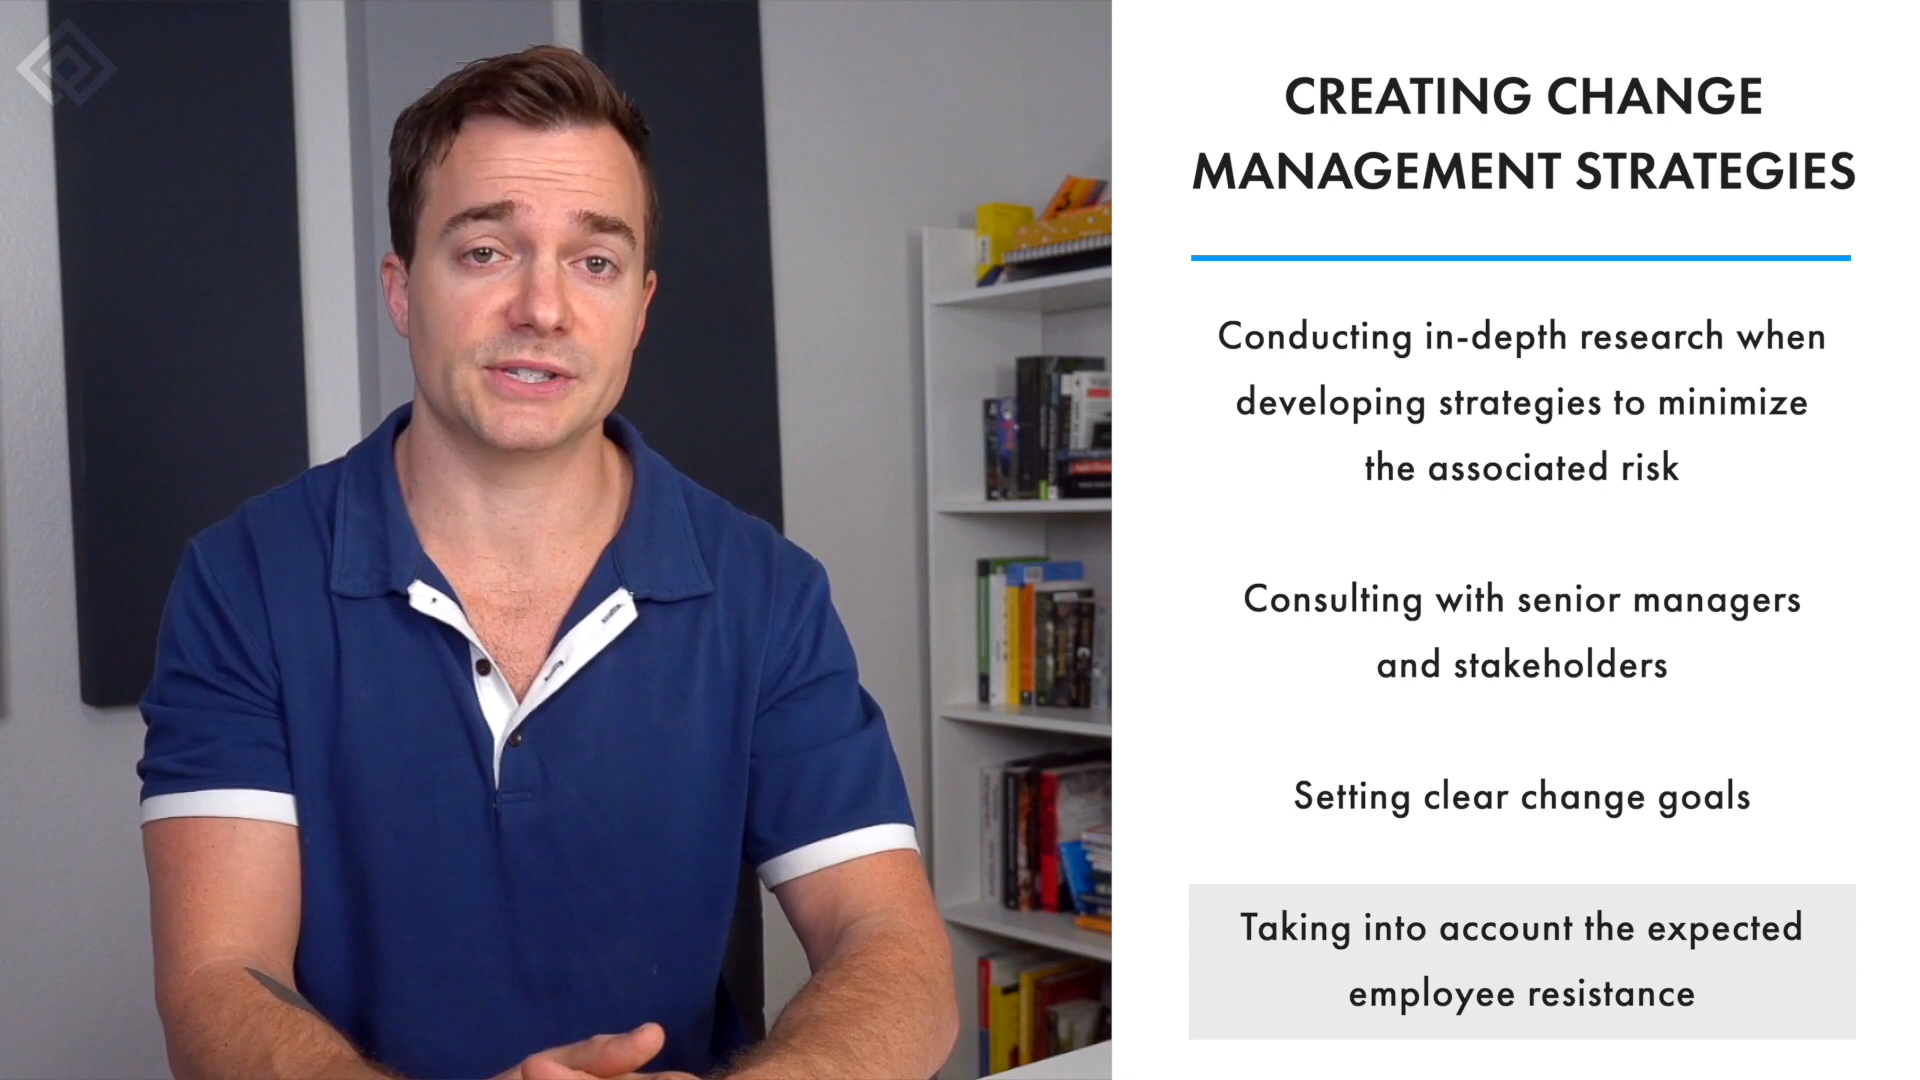 CREATING CHANGE
MANAGEMENT STRATEGIES
Conducting in-depth research when
developing strategies to minimize
the associated risk
Consulting with senior managers
and stakeholders
Setting clear change goals
Taking into account the expected
employee resistance